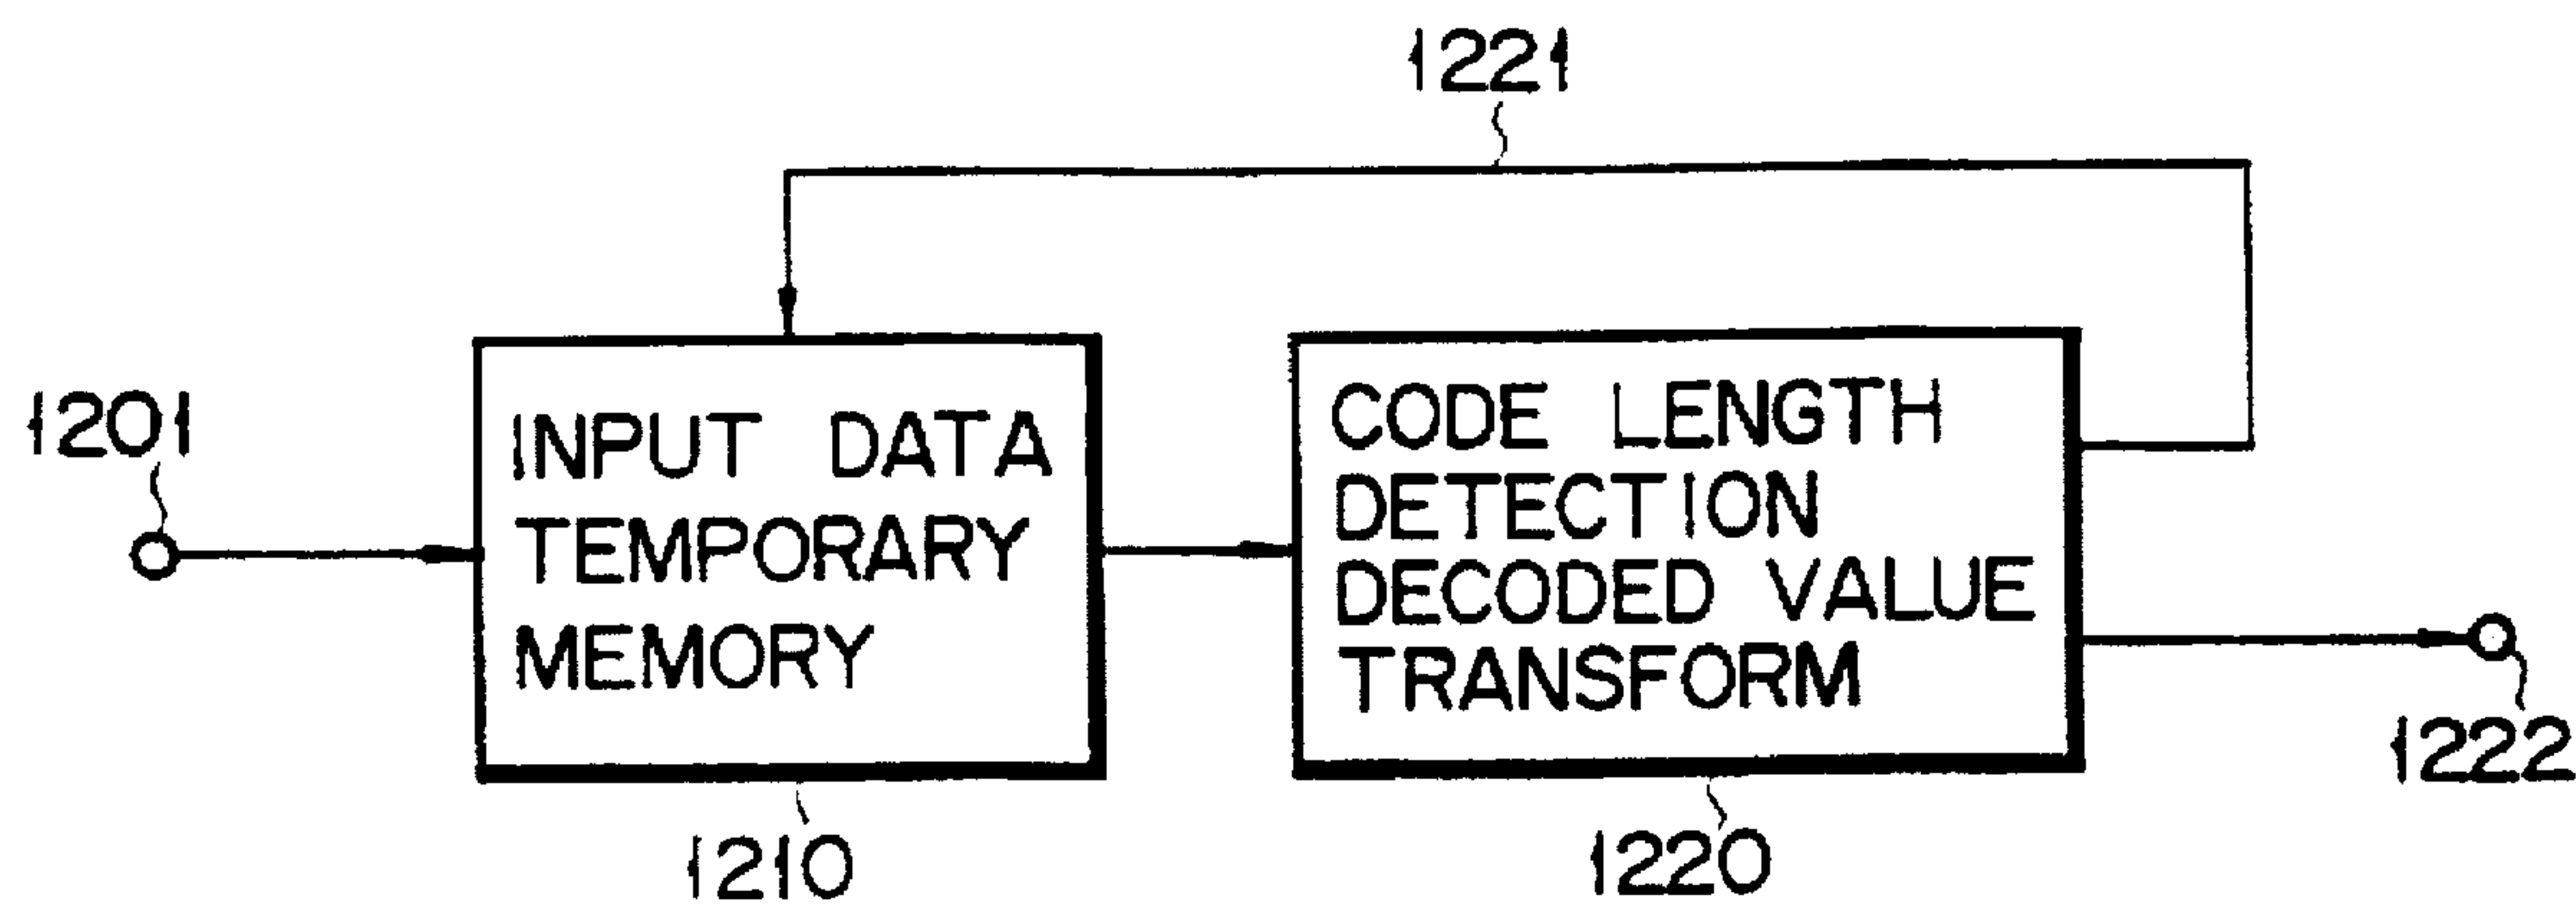 1221
1201
INPUT DATA
TEMPORARY
MEMORY
CODE LENGTH
DETECTION
DECODED VALUE
TRANSFORM
1222
1210
1220